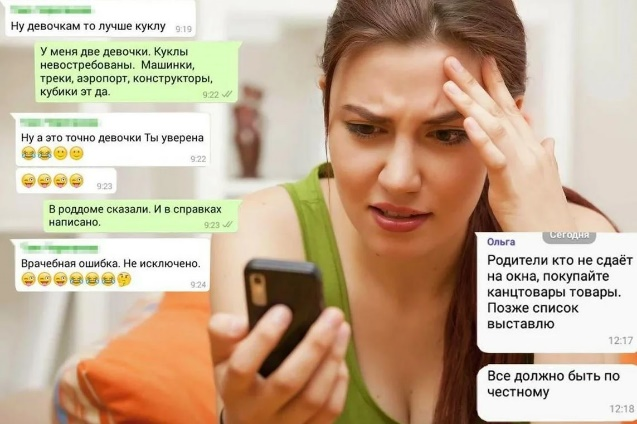 Ну девочкам то лучше куклу
9:19
У меня две девочки. Куклы
невостребованы. Машинки,
треки, аэропорт, конструкторы,
кубики эт да.
9:22
Ну а это точно девочки Ты уверена
9:22
9:23
В роддоме сказали. И в справках
написано.
9:23
Врачебная ошибка. Не исключено.
9:24
Сегодня
Ольга
Родители кто не сдаёт
на окна, покупайте
канцтовары товары.
Позже список
выставлю
12:17
Все должно быть по
честному
12:18